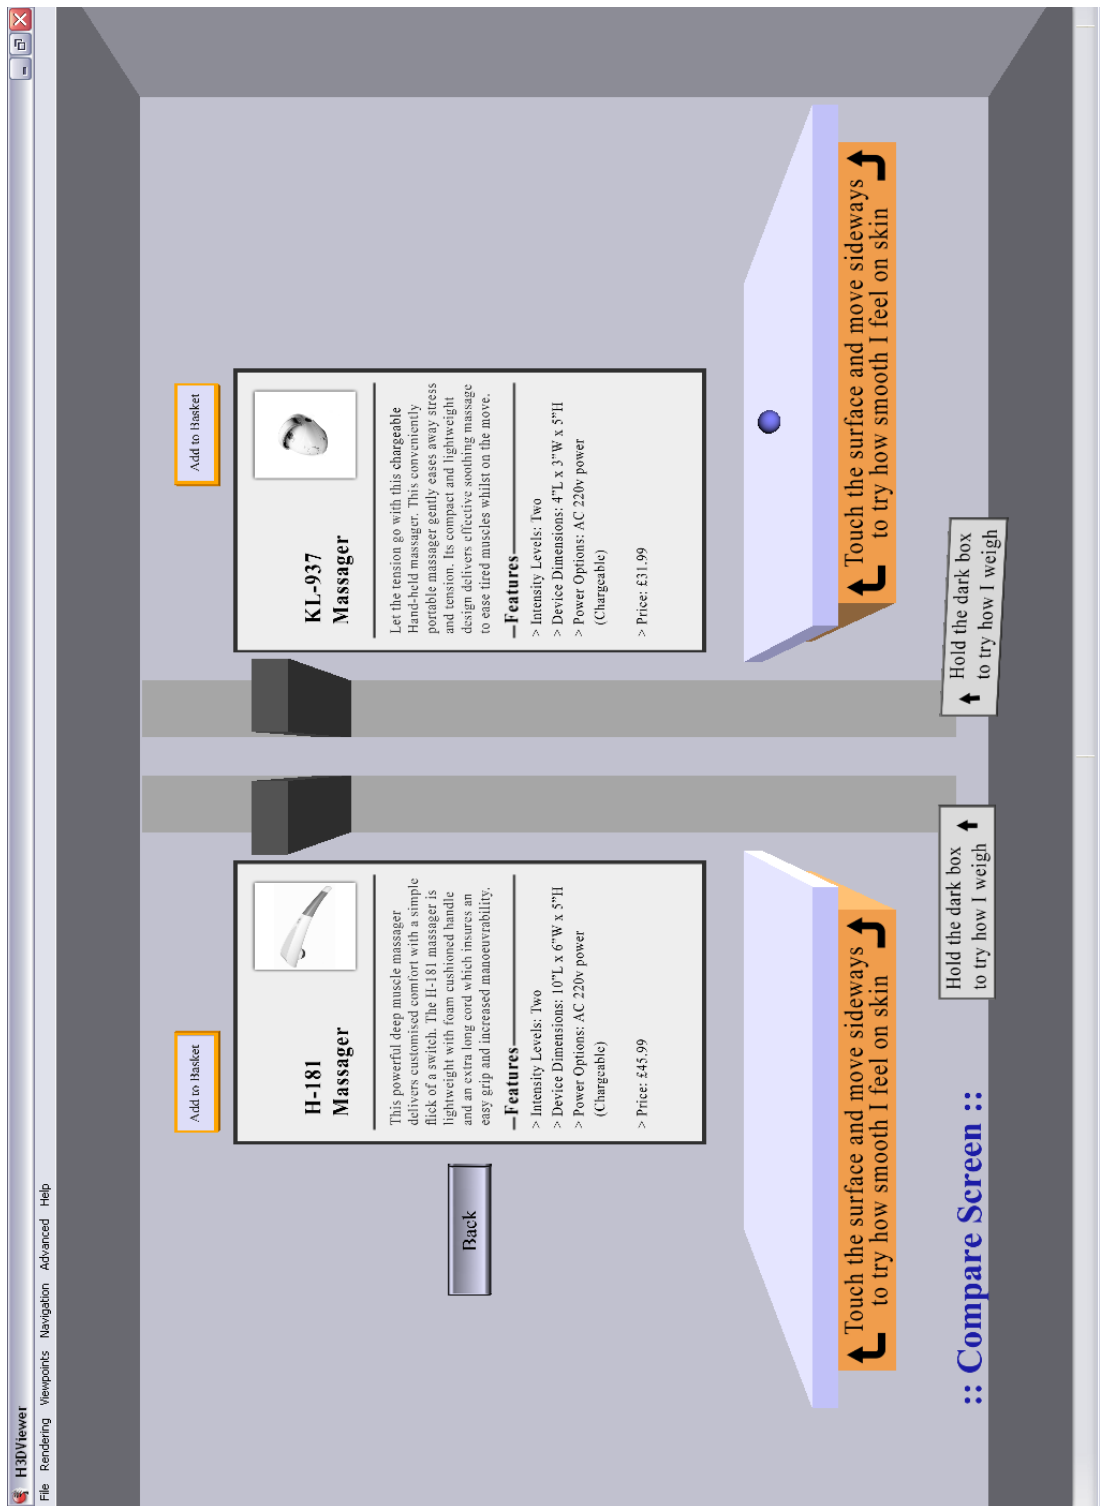 H3DViewer
File Rendering Viewpoints Navigation Advanced Help
Add to Basket
Add to Basket
H-181
Massager
This powerful deep muscle massager
delivers customised comfort with a simple
flick of a switch. The H-181 massager is
lightweight with foam cushioned handle
and an extra long cord which insures an
easy grip and increased manoeuvrability.
Features
> Intensity Levels: Two
> Device Dimensions: 10"L x 6"W x 5"H
> Power Options: AC 220v power
(Chargeable)
> Price: £45.99
KL-937
Massager
Let the tension go with this chargeable
Hand-held massager. This conveniently
portable massager gently eases away stress
and tension. Its compact and lightweight
design delivers effective soothing massage
to ease tired muscles whilst on the move.
Features
> Intensity Levels: Two
> Device Dimensions: 4"L x 3"W x 5"H
> Power Options: AC 220v power
(Chargeable)
> Price: £31.99
Back
Touch the surface and move sideways
to try how smooth I feel on skin
Touch the surface and move sideways
to try how smooth I feel on skin
Hold the dark box
to try how I weigh
Hold the dark box
to try how I weigh
:: Compare Screen ::